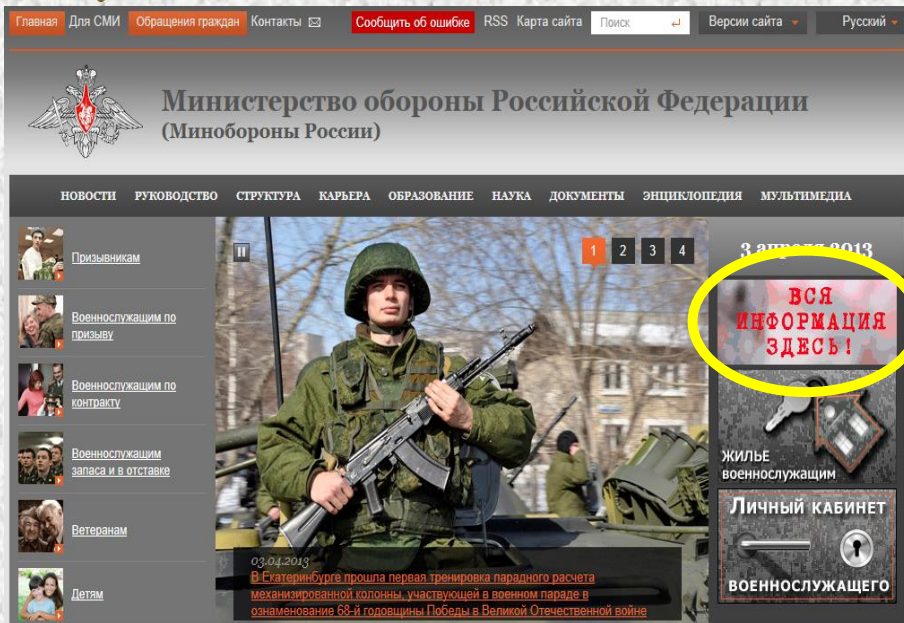 Главная Для СМИ Обращения граждан Контакты Сообщить об ошибке RSS Карта сайта Поиск Версии сайта Русский
Министерство обороны Российской Федерации
(Минобороны России)
НОВОСТИ РУКОВОДСТВО СТРУКТУРА КАРЬЕРА ОБРАЗОВАНИЕ НАУКА ДОКУМЕНТЫ ЭНЦИКЛОПЕДИЯ МУЛЬТИМЕДИА
Призывникам
Военнослужащим по
призыву
Военнослужащим по
контракту
Военнослужащим
запаса и в отставке
Ветеранам
Детям
1 2 3 4
03.04.2013
В Екатеринбурге прошла первая тренировка парадного расчета
механизированной колонны, участвующей в военном параде в
ознаменование 68-й годовщины Победы в Великой Отечественной войне
3 апреля 2013
ВСЯ
ИНФОРМАЦИЯ
ЗДЕСЬ!
ЖИЛЬЕ
военнослужащим
Личный кабинет
военнослужащего